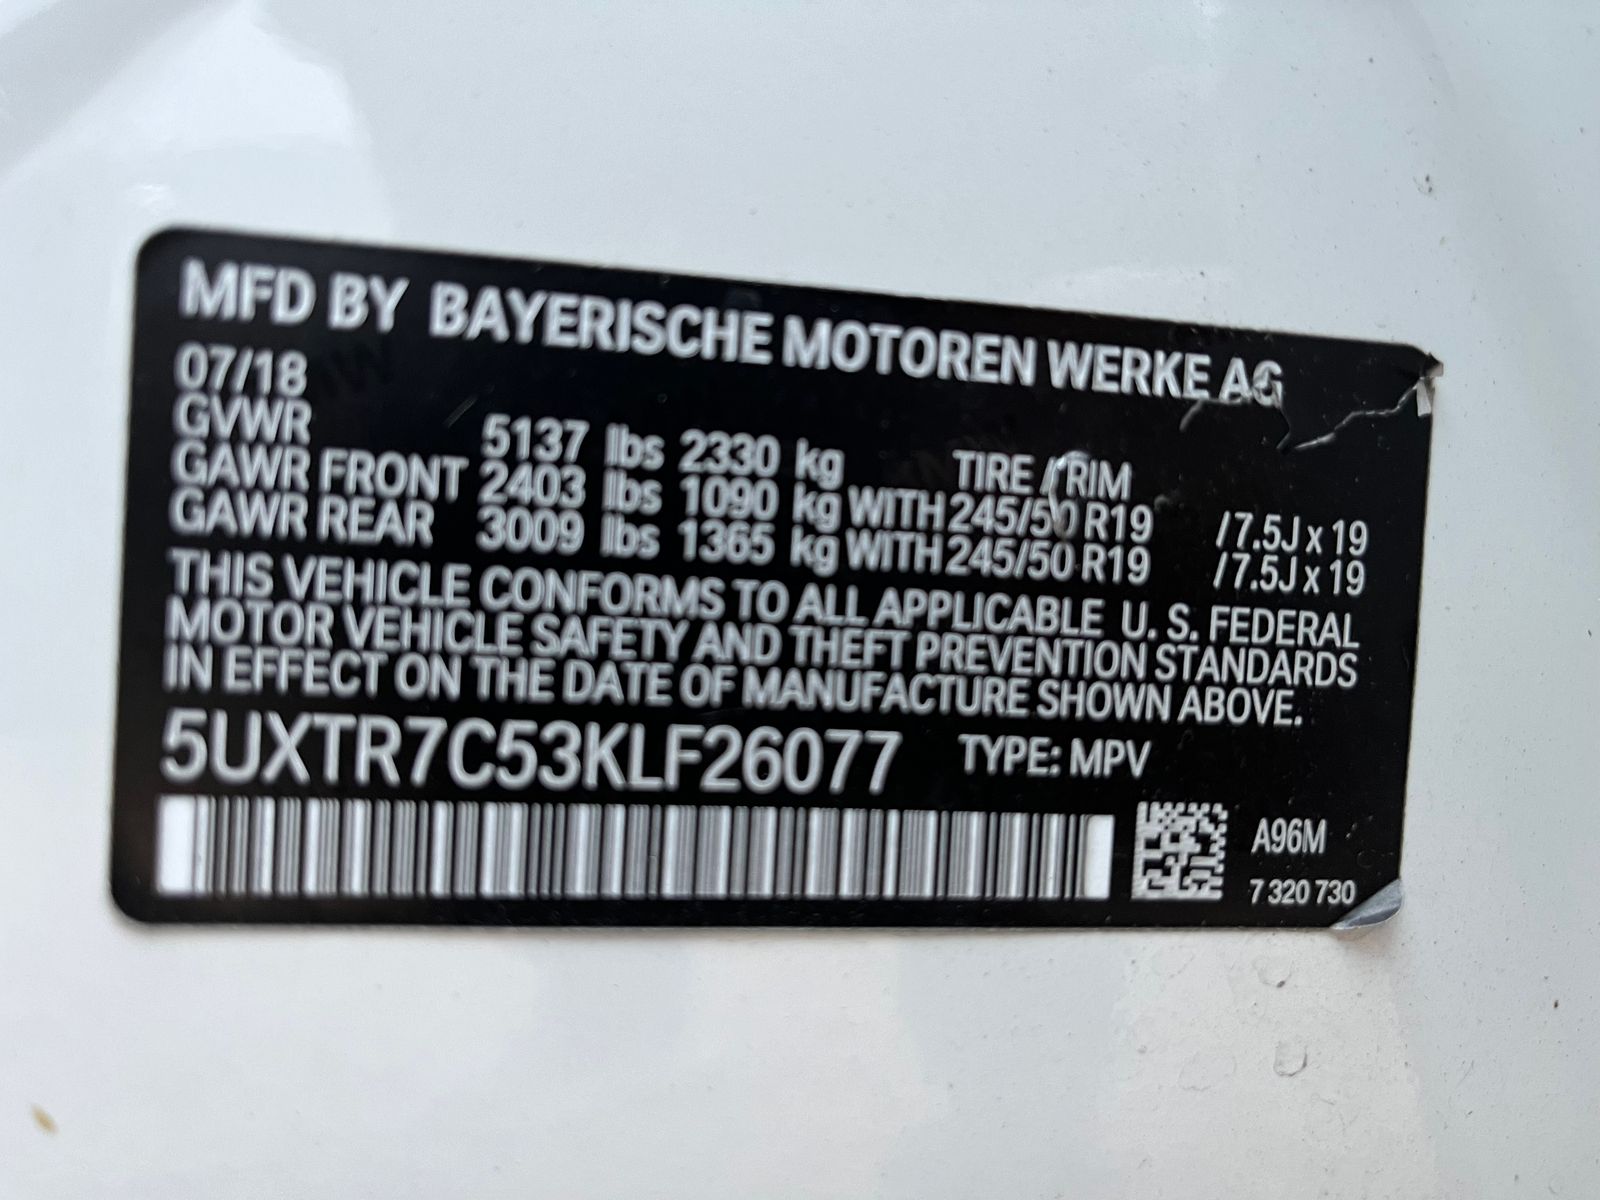 MFD BY BAYERISCHE MOTOREN WERKE AG
07/18
GVWR 5137 lbs 2330 kg TIRE / RIM
GAWR FRONT 2403 lbs 1090 kg WITH 245/50 R19 /7.5J x 19
GAWR REAR 3009 lbs 1365 kg WITH 245/50 R19 /7.5J x 19
THIS VEHICLE CONFORMS TO ALL APPLICABLE U. S. FEDERAL
MOTOR VEHICLE SAFETY AND THEFT PREVENTION STANDARDS
IN EFFECT ON THE DATE OF MANUFACTURE SHOWN ABOVE.
5UXTR7C53KLF26077 TYPE: MPV
A96M
7 320 730